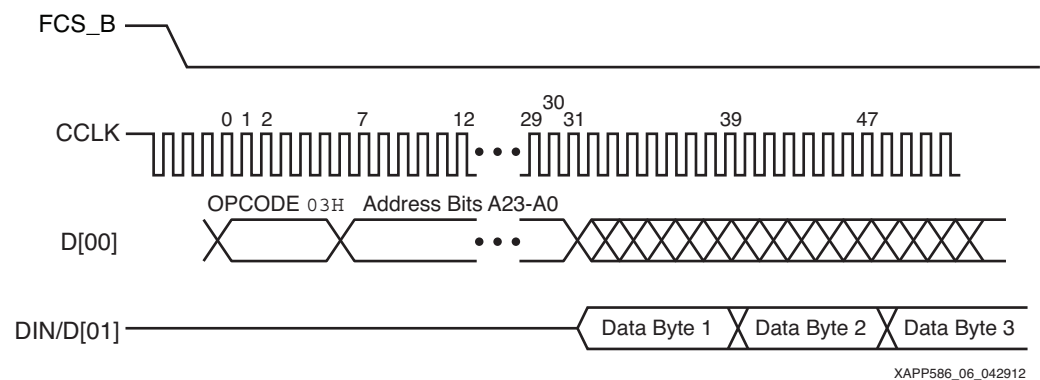 FCS_B
30
0 1 2 7 12 29 31 39 47
CCLK
OPCODE 03H Address Bits A23-A0
D[00]
DIN/D[01] Data Byte 1 Data Byte 2 Data Byte 3
XAPP586_06_042912